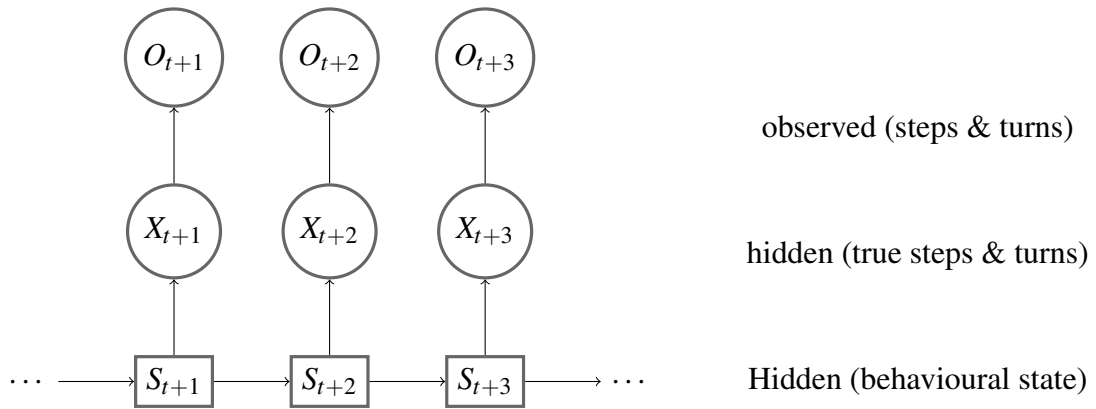 O_{t+1} O_{t+2} O_{t+3}
observed (steps & turns)
X_{t+1} X_{t+2} X_{t+3}
hidden (true steps & turns)
··· S_{t+1} S_{t+2} S_{t+3} ··· Hidden (behavioural state)